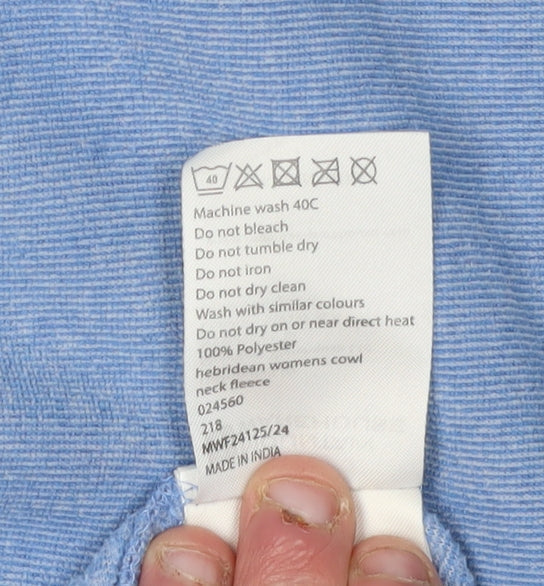 40
Machine wash 40C
Do not bleach
Do not tumble dry
Do not iron
Do not dry clean
Wash with similar colours
Do not dry on or near direct heat
100% Polyester
hebridean womens cowl
neck fleece
024560
218
MWF24125/24
MADE IN INDIA